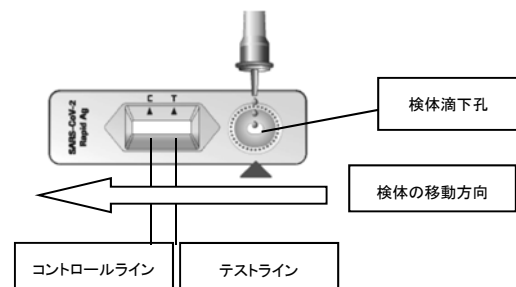 C T
SARS-CoV-2
Rapid Ag
検体滴下孔
検体の移動方向
コントロールライン
テストライン